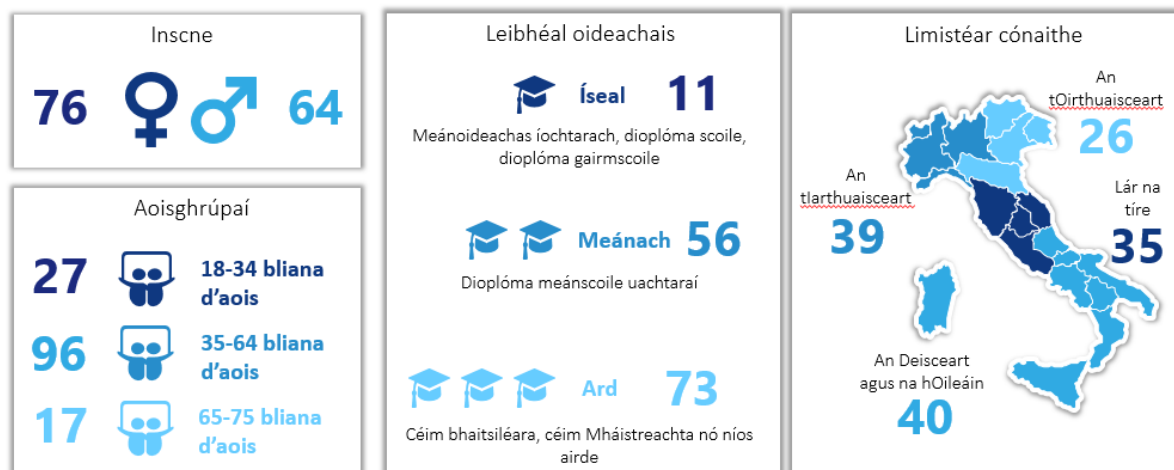 Inscne
76
64
Aoisghrúpaí
27
18-34 bliana
d’aois
96
35-64 bliana
d’aois
17
65-75 bliana
d’aois
Leibhéal oideachais
Íseal 11
Meánoideachas íochtarach, dioplóma scoile,
dioplóma gairmscoile
Meánach 56
Dioplóma meánscoile uachtaraí
Ard 73
Céim bhaitsiléara, céim Mháistreachta nó níos
airde
Limistéar cónaithe
An
tOirthuaisceart
26
An
tIarthuaisceart
39
Lár na
tíre
35
An Deisceart
agus na hOileáin
40